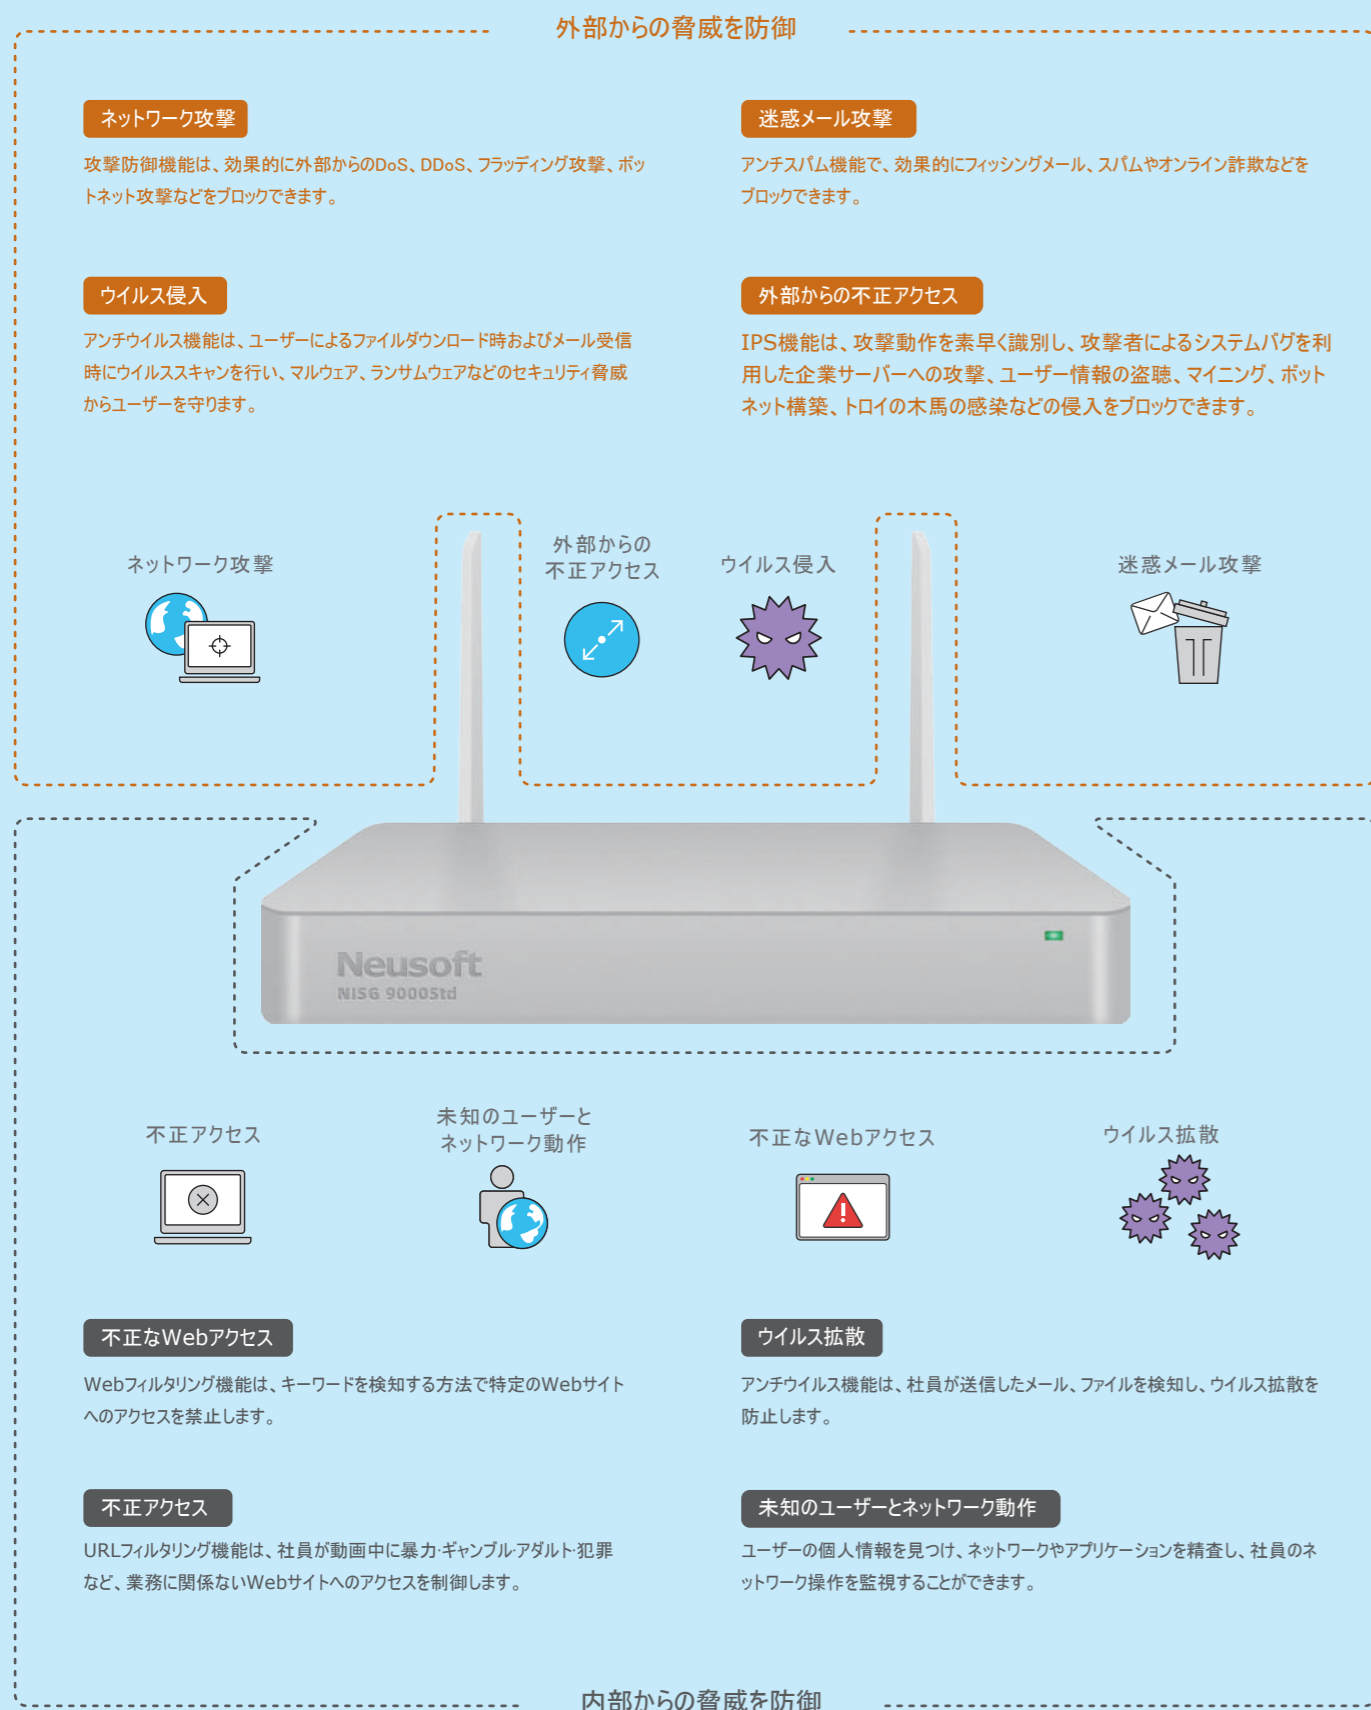 外部からの脅威を防御
ネットワーク攻撃
攻撃防御機能は、効果的に外部からのDoS、DDoS、フラッディング攻撃、ボッ
トネット攻撃などをブロックできます。
迷惑メール攻撃
アンチスパム機能で、効果的にフィッシングメール、スパムやオンライン詐欺などを
ブロックできます。
ウイルス侵入
アンチウイルス機能は、ユーザーによるファイルダウンロード時およびメール受信
時にウイルススキャンを行い、マルウェア、ランサムウェアなどのセキュリティ脅威
からユーザーを守ります。
外部からの不正アクセス
IPS機能は、攻撃動作を素早く識別し、攻撃者によるシステムバグを利
用した企業サーバーへの攻撃、ユーザー情報の盗聴、マイニング、ボット
ネット構築、トロイの木馬の感染などの侵入をブロックできます。
ネットワーク攻撃
外部からの
不正アクセス
ウイルス侵入
迷惑メール攻撃
Neusoft
NISG 9000Std
不正アクセス
未知のユーザーと
ネットワーク動作
不正なWebアクセス
ウイルス拡散
不正なWebアクセス
Webフィルタリング機能は、キーワードを検知する方法で特定のWebサイト
へのアクセスを禁止します。
ウイルス拡散
アンチウイルス機能は、社員が送信したメール、ファイルを検知し、ウイルス拡散を
防止します。
不正アクセス
URLフィルタリング機能は、社員が動画中に暴力·ギャンブル·アダルト·犯罪
など、業務に関係ないWebサイトへのアクセスを制御します。
未知のユーザーとネットワーク動作
ユーザーの個人情報を見つけ、ネットワークやアプリケーションを精査し、社員のネ
ットワーク操作を監視することができます。
内部からの脅威を防御